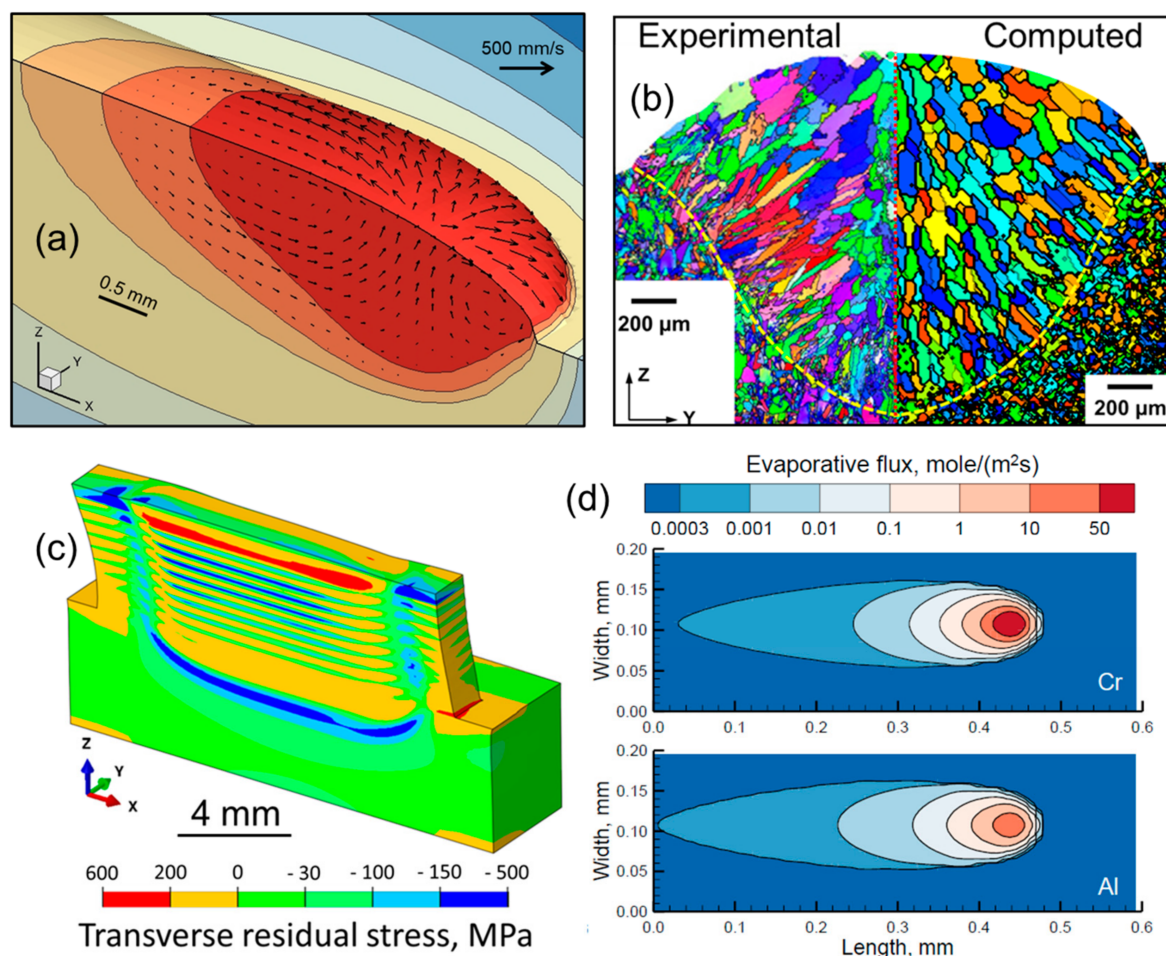 (a)
500 mm/s
0.5 mm
Z
Y
X
Experimental Computed
(b)
200 µm
Z
Y
200 µm
(c)
Z
Y
X
4 mm
600 200 0 -30 -100 -150 -500
Transverse residual stress, MPa
(d)
Evaporative flux, mole/(m²s)
0.0003 0.001 0.01 0.1 1 10 50
Width, mm
0.20
0.15
0.10
0.05
0.00
Cr
0.0 0.1 0.2 0.3 0.4 0.5 0.6
Width, mm
0.20
0.15
0.10
0.05
0.00
Al
0.0 0.1 0.2 0.3 0.4 0.5 0.6
Length, mm